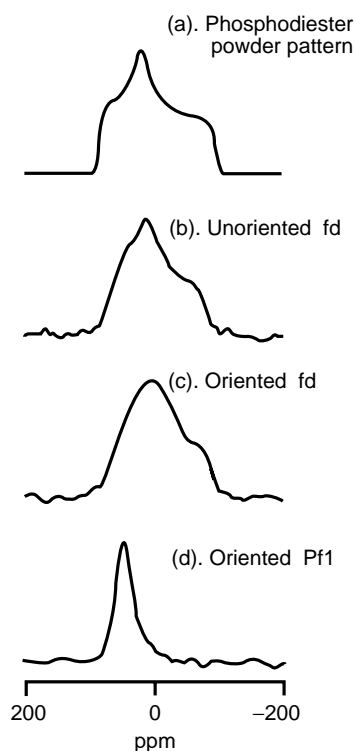 (a). Phosphodiester
powder pattern
(b). Unoriented fd
(c). Oriented fd
(d). Oriented Pf1
200 0 −200
ppm